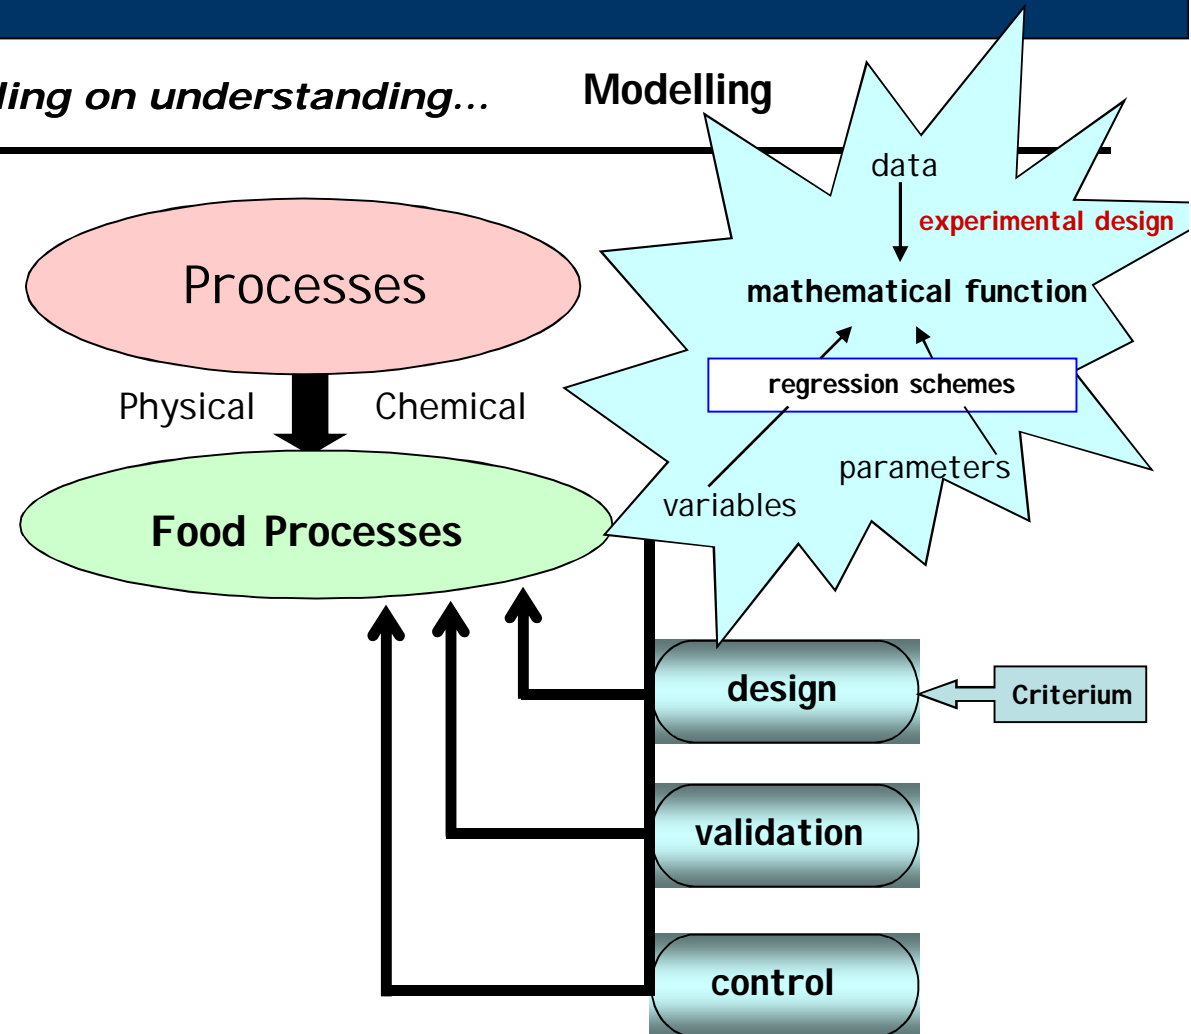 ling on understanding...
Modelling
data
experimental design
Processes
mathematical function
regression schemes
Physical
Chemical
parameters
variables
Food Processes
design
Criterium
validation
control